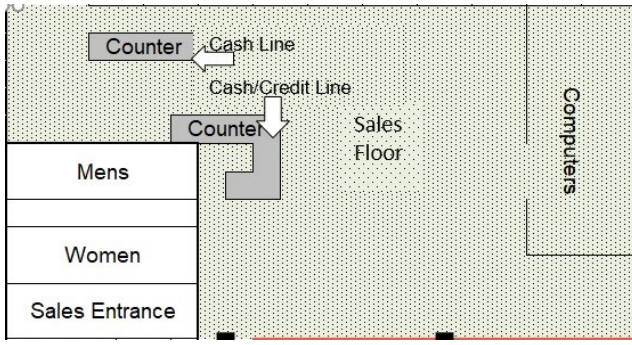 Counter
Cash Line
Cash/Credit Line
Counter
Sales
Floor
Computers
Mens
Women
Sales Entrance